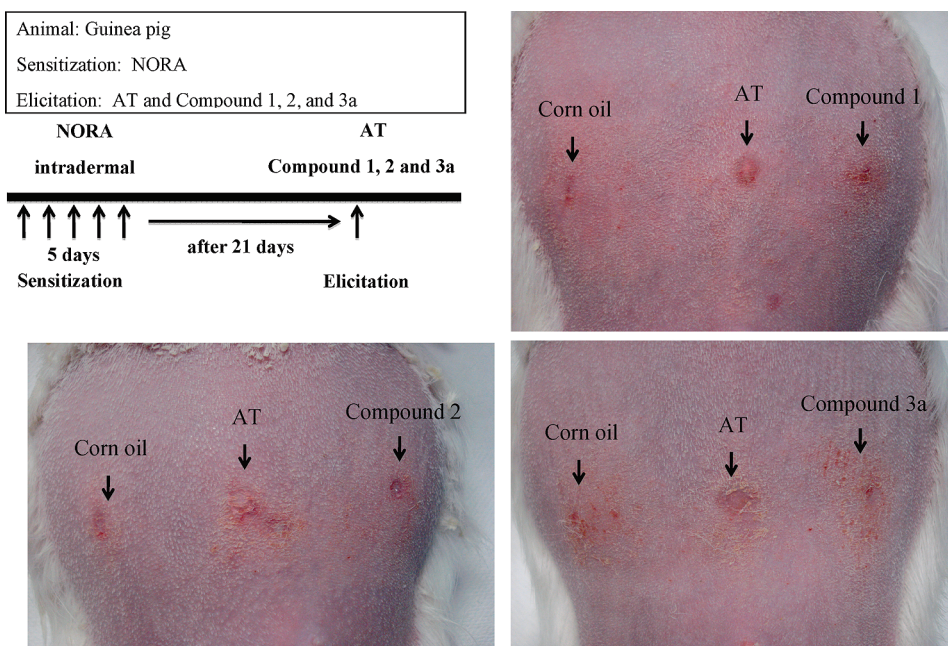 Animal: Guinea pig
Sensitization: NORA
Elicitation: AT and Compound 1, 2, and 3a
NORA
intradermal
AT
Compound 1, 2 and 3a
5 days
Sensitization
after 21 days
Elicitation
Corn oil
AT
Compound 1
Corn oil
AT
Compound 2
Corn oil
AT
Compound 3a